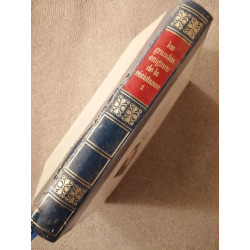 les
grandes
énigmes
de la
résistance
1